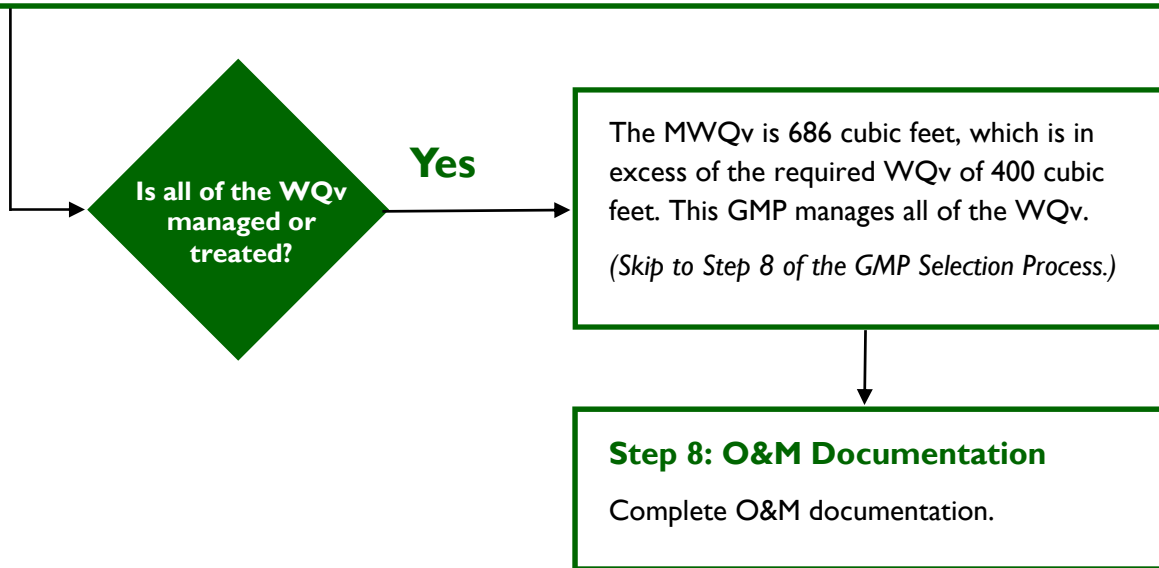 Is all of the WQv
managed or
treated?
Yes
The MWQv is 686 cubic feet, which is in
excess of the required WQv of 400 cubic
feet. This GMP manages all of the WQv.
(Skip to Step 8 of the GMP Selection Process.)
Step 8: O&M Documentation
Complete O&M documentation.